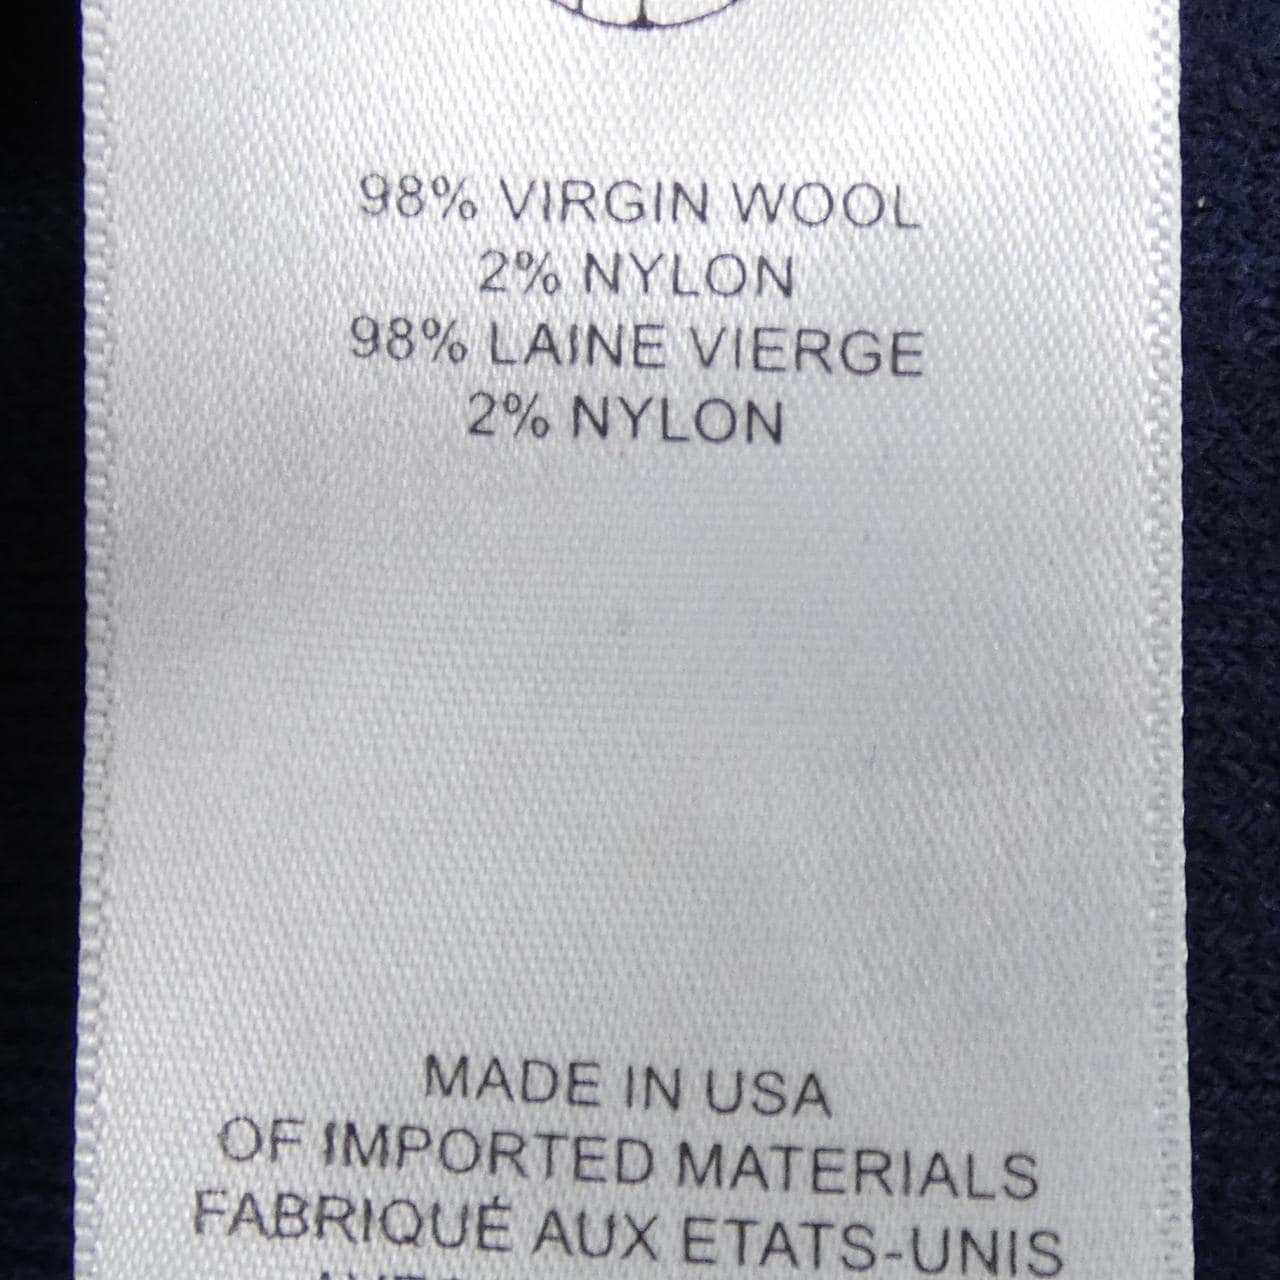 98% VIRGIN WOOL
2% NYLON
98% LAINE VIERGE
2% NYLON
MADE IN USA
OF IMPORTED MATERIALS
FABRIQUÉ AUX ETATS-UNIS